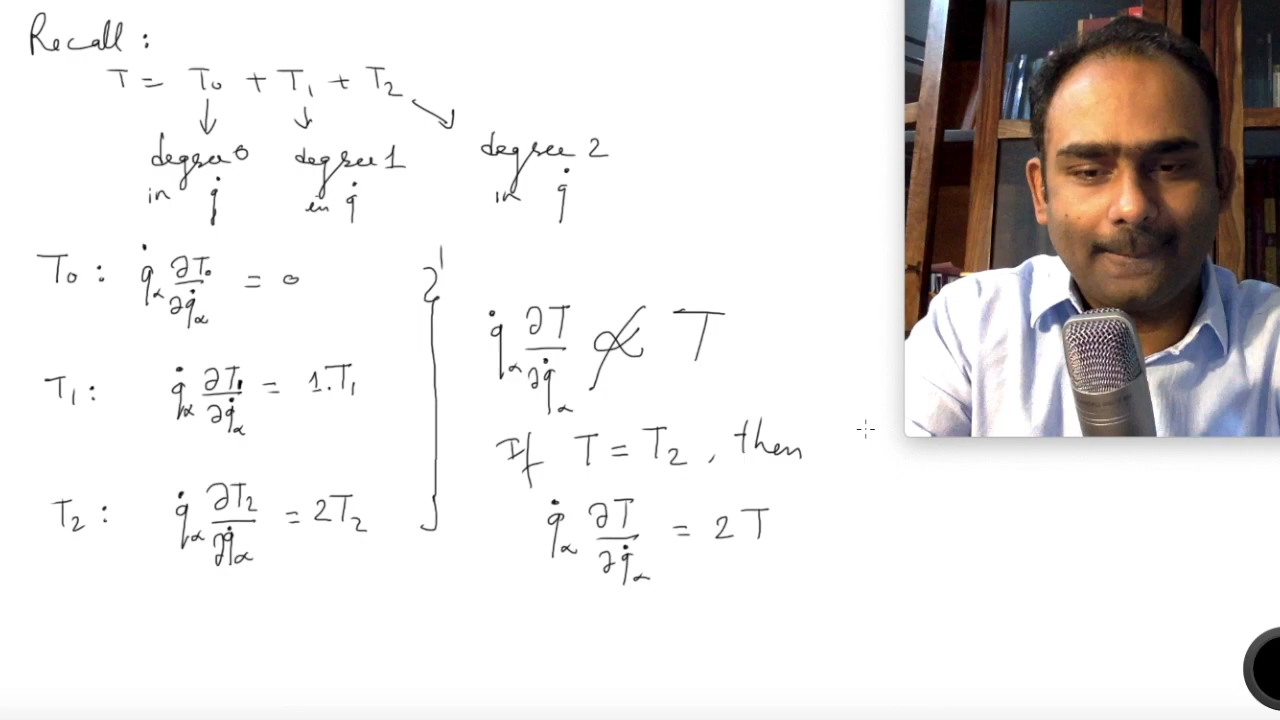 Recall :
T = T₀ + T₁ + T₂
degree 0 in q̇
degree 1 in q̇
degree 2 in q̇
T₀ : q̇_α ∂T₀/∂q̇_α = 0
T₁ : q̇_α ∂T₁/∂q̇_α = 1.T₁
T₂ : q̇_α ∂T₂/∂q̇_α = 2T₂
q̇_α ∂T/∂q̇_α ∝̸ T
If T = T₂ , then
q̇_α ∂T/∂q̇_α = 2T